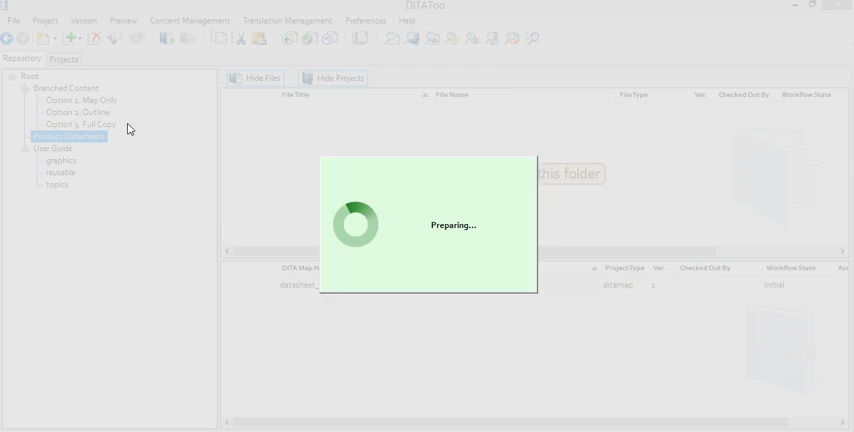 DITAToo
File Project Version Preview Content Management Translation Management Preferences Help
Repository Projects
Root
Branched Content
Option 1. Map Only
Option 2. Outline
Option 3. Full Copy
Product Datasheets
User Guide
graphics
reusable
topics
Hide Files Hide Projects
File Title File Name File Type Ver. Checked Out By Workflow State
this folder
Preparing...
DITA Map N Project Type Ver. Checked Out By Workflow State Ass
datasheet_ ditamap 1 Initial